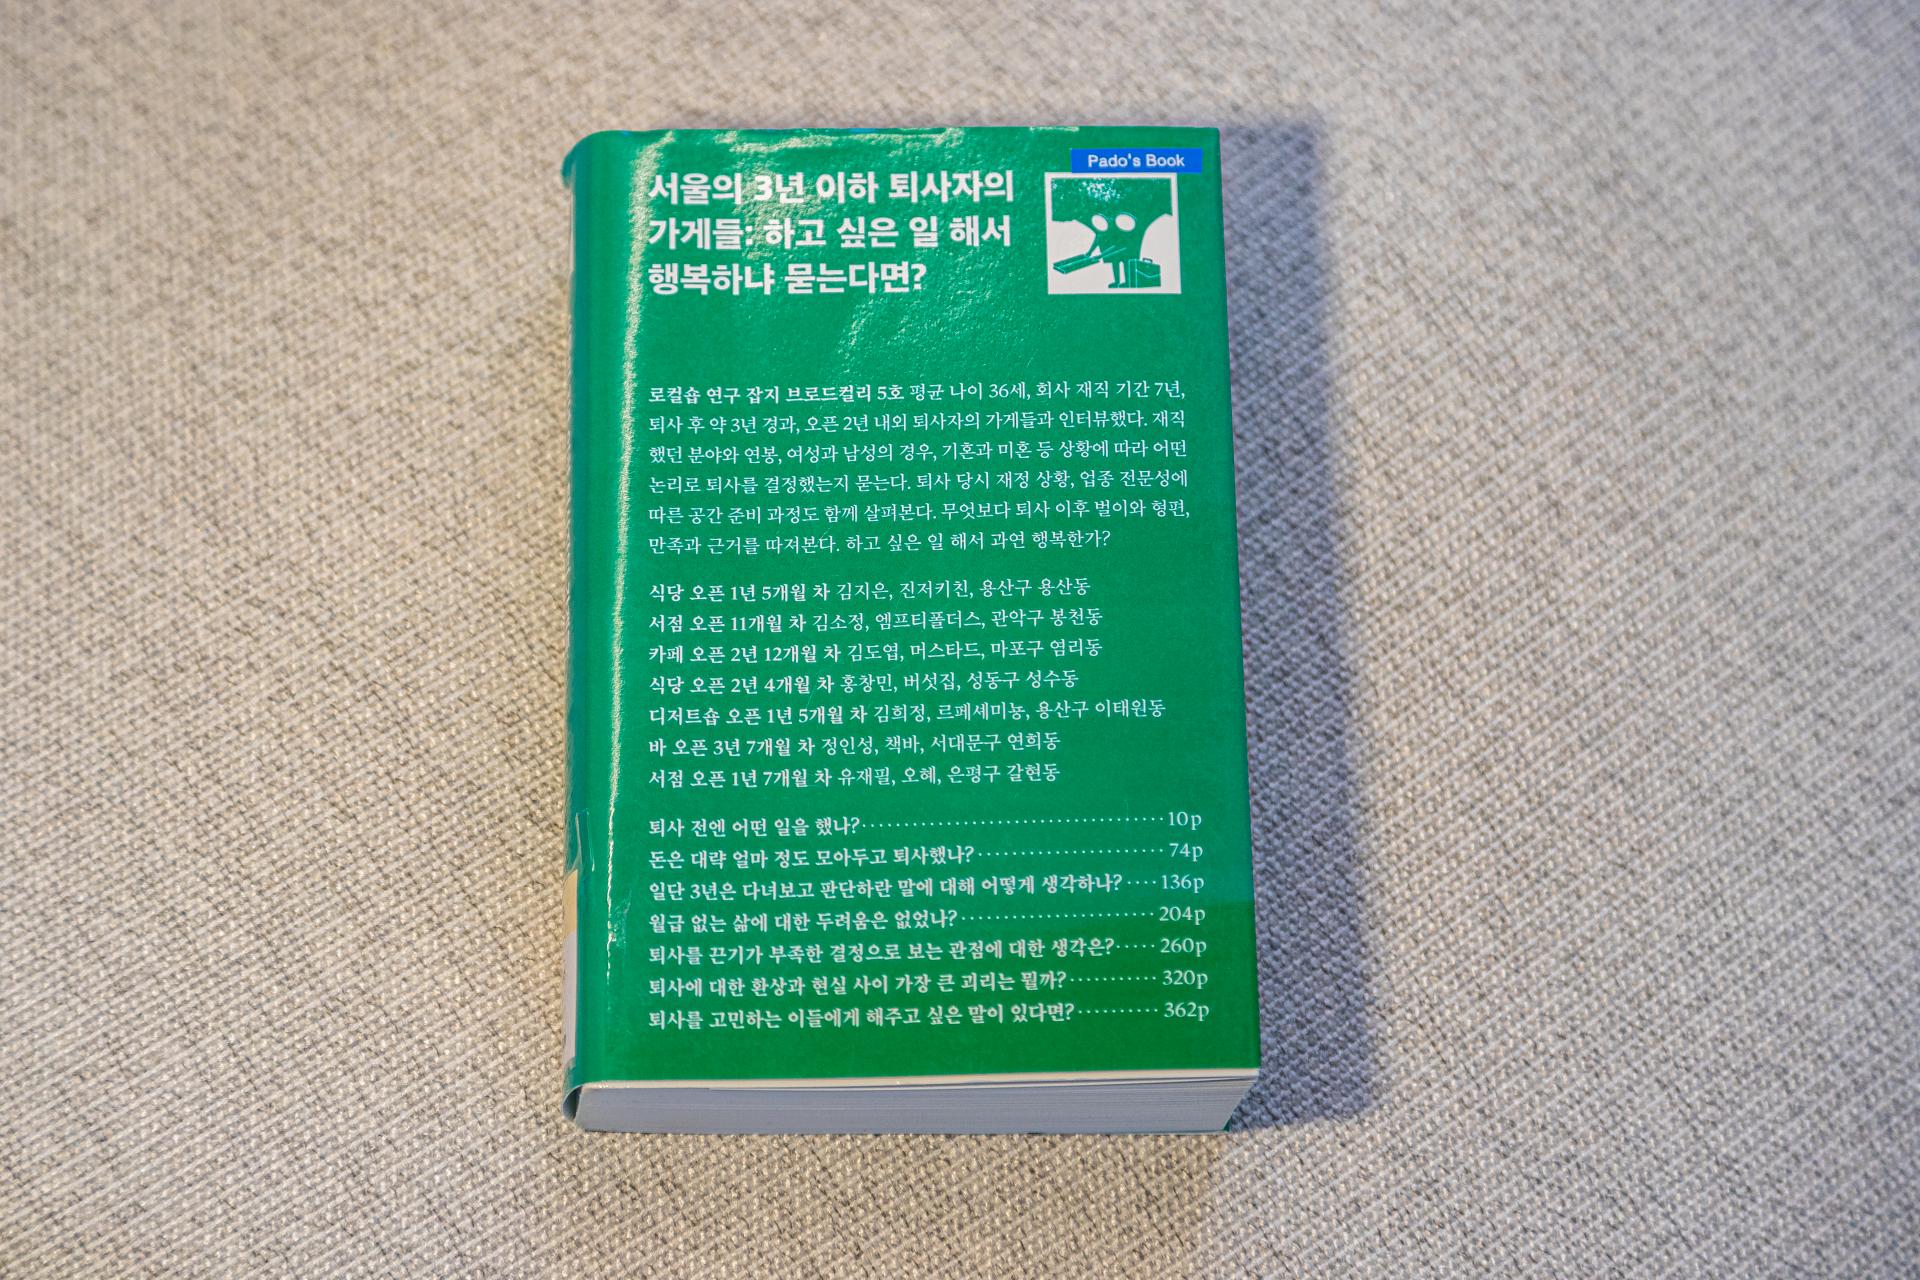 Pado's Book
서울의 3년 이하 퇴사자의
가게들: 하고 싶은 일 해서
행복하냐 묻는다면?
로컬숍 연구 잡지 브로드컬리 5호 평균 나이 36세, 회사 재직 기간 7년,
퇴사 후 약 3년 경과, 오픈 2년 내외 퇴사자의 가게들과 인터뷰했다. 재직
했던 분야와 연봉, 여성과 남성의 경우, 기혼과 미혼 등 상황에 따라 어떤
논리로 퇴사를 결정했는지 묻는다. 퇴사 당시 재정 상황, 업종 전문성에
따른 공간 준비 과정도 함께 살펴본다. 무엇보다 퇴사 이후 벌이와 형편,
만족과 근거를 따져본다. 하고 싶은 일 해서 과연 행복한가?
식당 오픈 1년 5개월 차 김지은, 진저키친, 용산구 용산동
서점 오픈 11개월 차 김소정, 엠프티폴더스, 관악구 봉천동
카페 오픈 2년 12개월 차 김도엽, 머스타드, 마포구 염리동
식당 오픈 2년 4개월 차 홍창민, 버섯집, 성동구 성수동
디저트숍 오픈 1년 5개월 차 김희정, 르페셰미뇽, 용산구 이태원동
바 오픈 3년 7개월 차 정인성, 책바, 서대문구 연희동
서점 오픈 1년 7개월 차 유재필, 오혜, 은평구 갈현동
퇴사 전엔 어떤 일을 했나? 10p
돈은 대략 얼마 정도 모아두고 퇴사했나? 74p
일단 3년은 다녀보고 판단하란 말에 대해 어떻게 생각하나? 136p
월급 없는 삶에 대한 두려움은 없었나? 204p
퇴사를 끈기가 부족한 결정으로 보는 관점에 대한 생각은? 260p
퇴사에 대한 환상과 현실 사이 가장 큰 괴리는 뭘까? 320p
퇴사를 고민하는 이들에게 해주고 싶은 말이 있다면? 362p